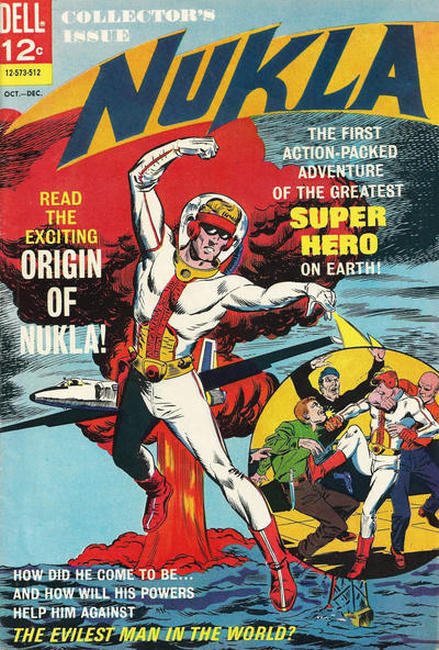 DELL
12c
12-573-512
OCT.–DEC.
COLLECTOR'S
ISSUE
NUKLA
THE FIRST
ACTION-PACKED
ADVENTURE
OF THE GREATEST
SUPER
HERO
ON EARTH!
READ
THE
EXCITING
ORIGIN
OF
NUKLA!
HOW DID HE COME TO BE...
AND HOW WILL HIS POWERS
HELP HIM AGAINST
THE EVILEST MAN IN THE WORLD?